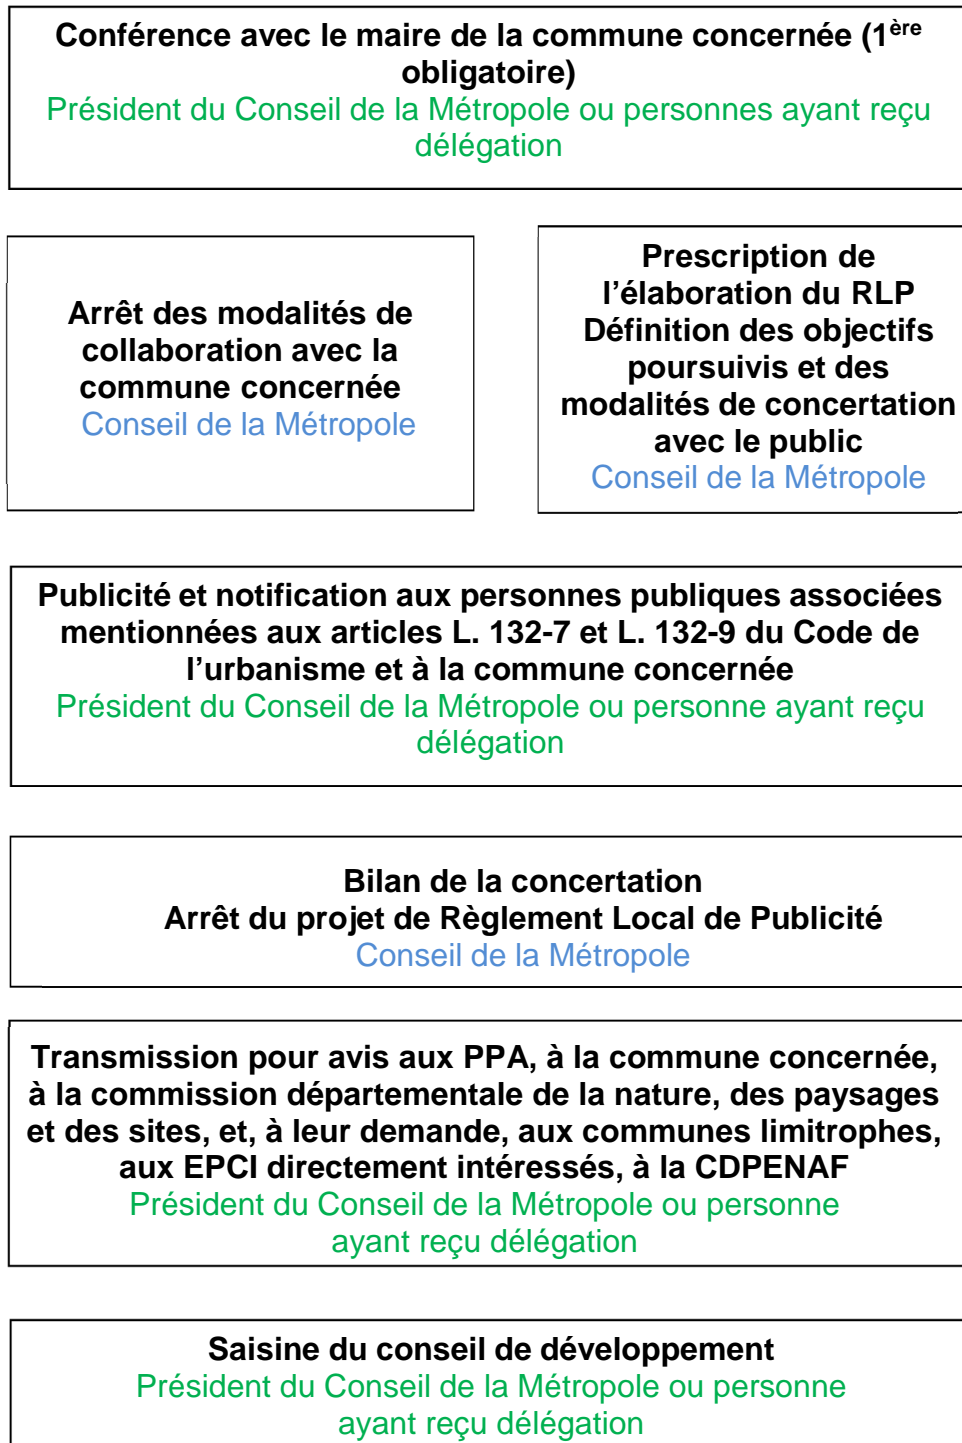 Conférence avec le maire de la commune concernée (1ère
obligatoire)
Président du Conseil de la Métropole ou personnes ayant reçu
délégation
Arrêt des modalités de
collaboration avec la
commune concernée
Conseil de la Métropole
Prescription de
l’élaboration du RLP
Définition des objectifs
poursuivis et des
modalités de concertation
avec le public
Conseil de la Métropole
Publicité et notification aux personnes publiques associées
mentionnées aux articles L. 132-7 et L. 132-9 du Code de
l’urbanisme et à la commune concernée
Président du Conseil de la Métropole ou personne ayant reçu
délégation
Bilan de la concertation
Arrêt du projet de Règlement Local de Publicité
Conseil de la Métropole
Transmission pour avis aux PPA, à la commune concernée,
à la commission départementale de la nature, des paysages
et des sites, et, à leur demande, aux communes limitrophes,
aux EPCI directement intéressés, à la CDPENAF
Président du Conseil de la Métropole ou personne
ayant reçu délégation
Saisine du conseil de développement
Président du Conseil de la Métropole ou personne
ayant reçu délégation